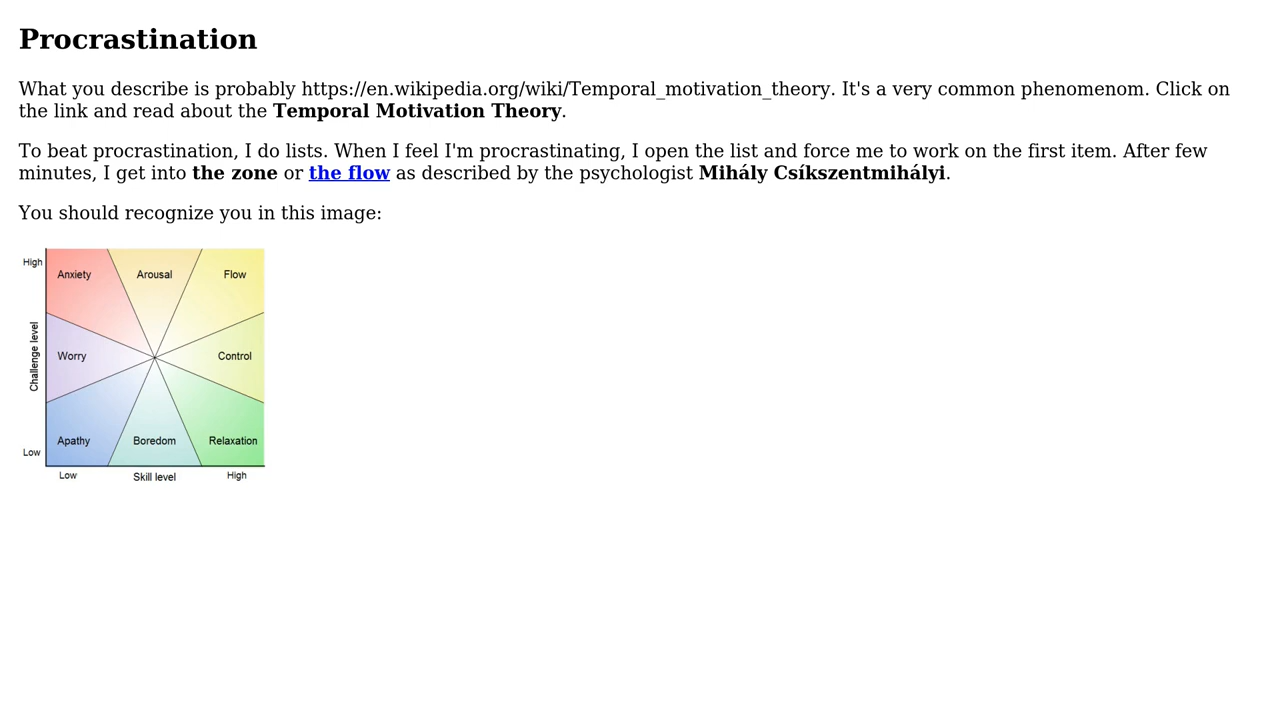 Procrastination
What you describe is probably https://en.wikipedia.org/wiki/Temporal_motivation_theory. It's a very common phenomenom. Click on
the link and read about the Temporal Motivation Theory.
To beat procrastination, I do lists. When I feel I'm procrastinating, I open the list and force me to work on the first item. After few
minutes, I get into the zone or the flow as described by the psychologist Mihály Csíkszentmihályi.
You should recognize you in this image:
High
Anxiety
Arousal
Flow
Challenge level
Worry
Control
Apathy
Boredom
Relaxation
Low
Low
Skill level
High